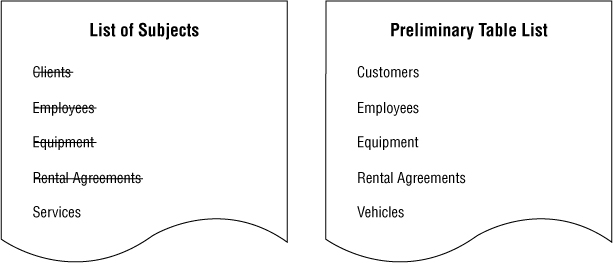 List of Subjects
Clients
Employees
Equipment
Rental Agreements
Services
Preliminary Table List
Customers
Employees
Equipment
Rental Agreements
Vehicles